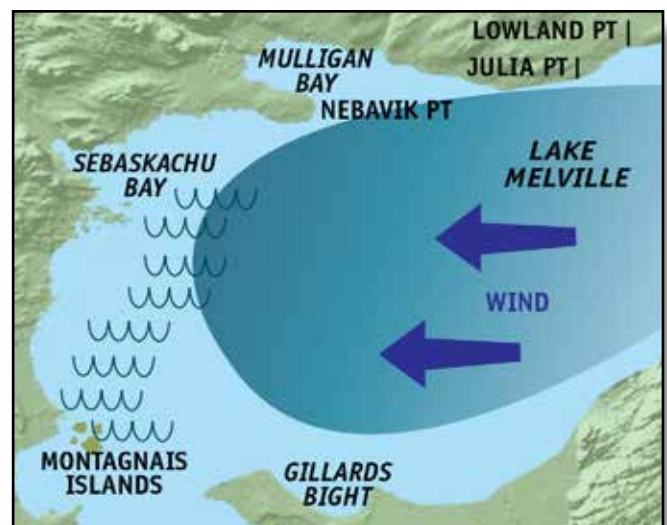 LOWLAND PT
JULIA PT
MULLIGAN
BAY
NEBAVIK PT
SEBASKACHU
BAY
LAKE
MELVILLE
WIND
MONTAGNAIS
ISLANDS
GILLARDS
BIGHT